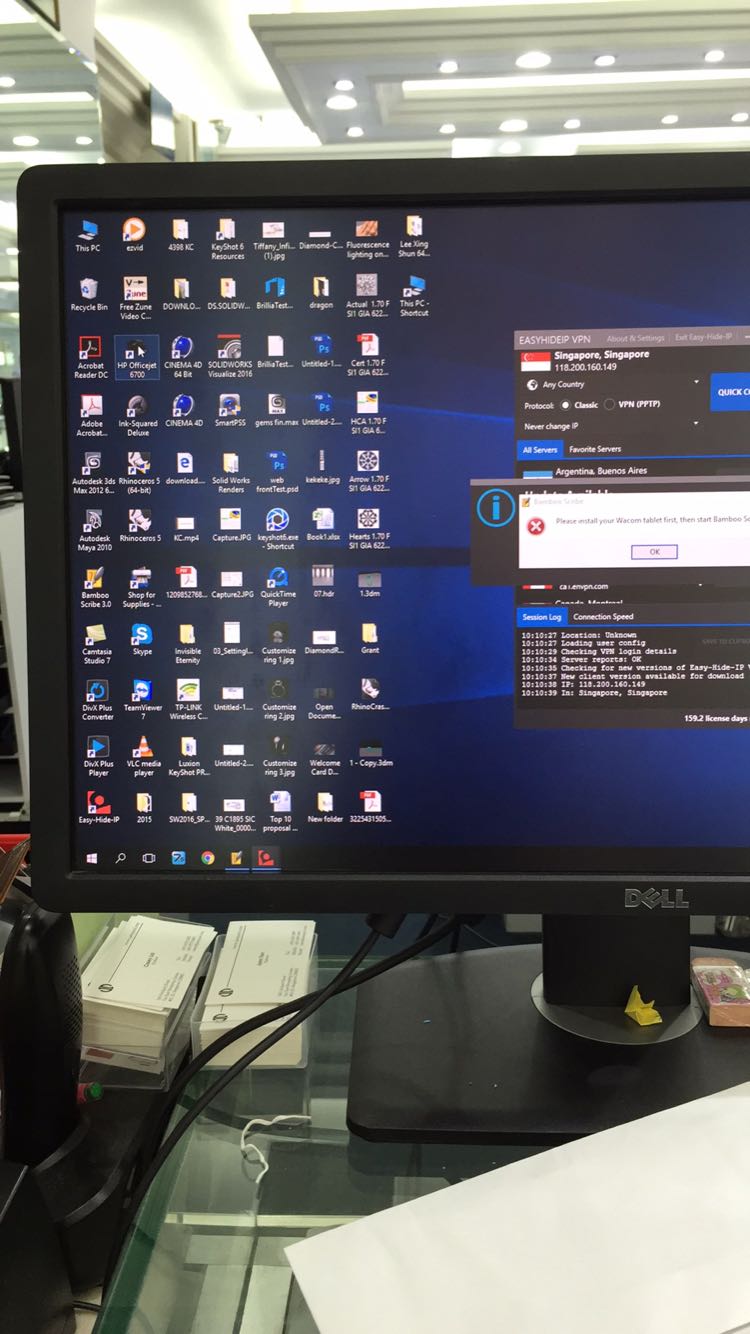 This PC
ezvid
4398 KC
KeyShot 6
Resources
Tiffany_Infi...
(1).jpg
Diamond-C...
Fluorescence
lighting on...
Lee Xing
Shun 64...
Recycle Bin
Free Zune
Video C...
DOWNLO...
DS.SOLIDW...
BrilliaTest...
dragon
Actual 1.70 F
SI1 GIA 622...
This PC -
Shortcut
Acrobat
Reader DC
HP Officejet
6700
CINEMA 4D
64 Bit
SOLIDWORKS
Visualize 2016
BrilliaTest...
Untitled-1...
Cert 1.70 F
SI1 GIA 622...
Adobe
Acrobat...
Ink-Squared
Deluxe
CINEMA 4D
SmartPSS
gems fin.max
Untitled-2...
HCA 1.70 F
SI1 GIA 6...
Autodesk 3ds
Max 2012 6...
Rhinoceros 5
(64-bit)
download....
Solid Works
Renders
web
frontTest.psd
kekeke.jpg
Arrow 1.70 F
SI1 GIA 622...
Autodesk
Maya 2010
Rhinoceros 5
KC.mp4
Capture.JPG
keyshot6.exe
- Shortcut
Book1.xlsx
Hearts 1.70 F
SI1 GIA 622...
Bamboo
Scribe 3.0
Shop for
Supplies -...
1209852768...
Capture2.JPG
QuickTime
Player
07.hdr
1.3dm
Camtasia
Studio 7
Skype
Invisible
Eternity
03_Settingl...
Customize
ring 1.jpg
DiamondR...
Grant
DivX Plus
Converter
TeamViewer
7
TP-LINK
Wireless C...
Untitled-1...
Customize
ring 2.jpg
Open
Docume...
RhinoCras...
DivX Plus
Player
VLC media
player
Luxion
KeyShot PR...
Untitled-2...
Customize
ring 3.jpg
Welcome
Card D...
1 - Copy.3dm
Easy-Hide-IP
2015
SW2016_SP...
39 C1895 SIC
White_0000...
Top 10
proposal ...
New folder
3225431505...
EASYHIDEIP VPN
About & Settings
Exit Easy-Hide-IP
Singapore, Singapore
118.200.160.149
Any Country
QUICK CO
Protocol:
Classic
VPN (PPTP)
Never change IP
All Servers
Favorite Servers
Argentina, Buenos Aires
Bamboo Scribe
Please install your Wacom tablet first, then start Bamboo Sc
OK
ca1.envpn.com
Canada, Montreal
Session Log
Connection Speed
10:10:27 Location: Unknown
10:10:27 Loading user config
10:10:29 Checking VPN login details
10:10:34 Server reports: OK
10:10:35 Checking for new versions of Easy-Hide-IP V
10:10:37 New client version available for download
10:10:38 IP: 118.200.160.149
10:10:39 In: Singapore, Singapore
159.2 license days
DELL